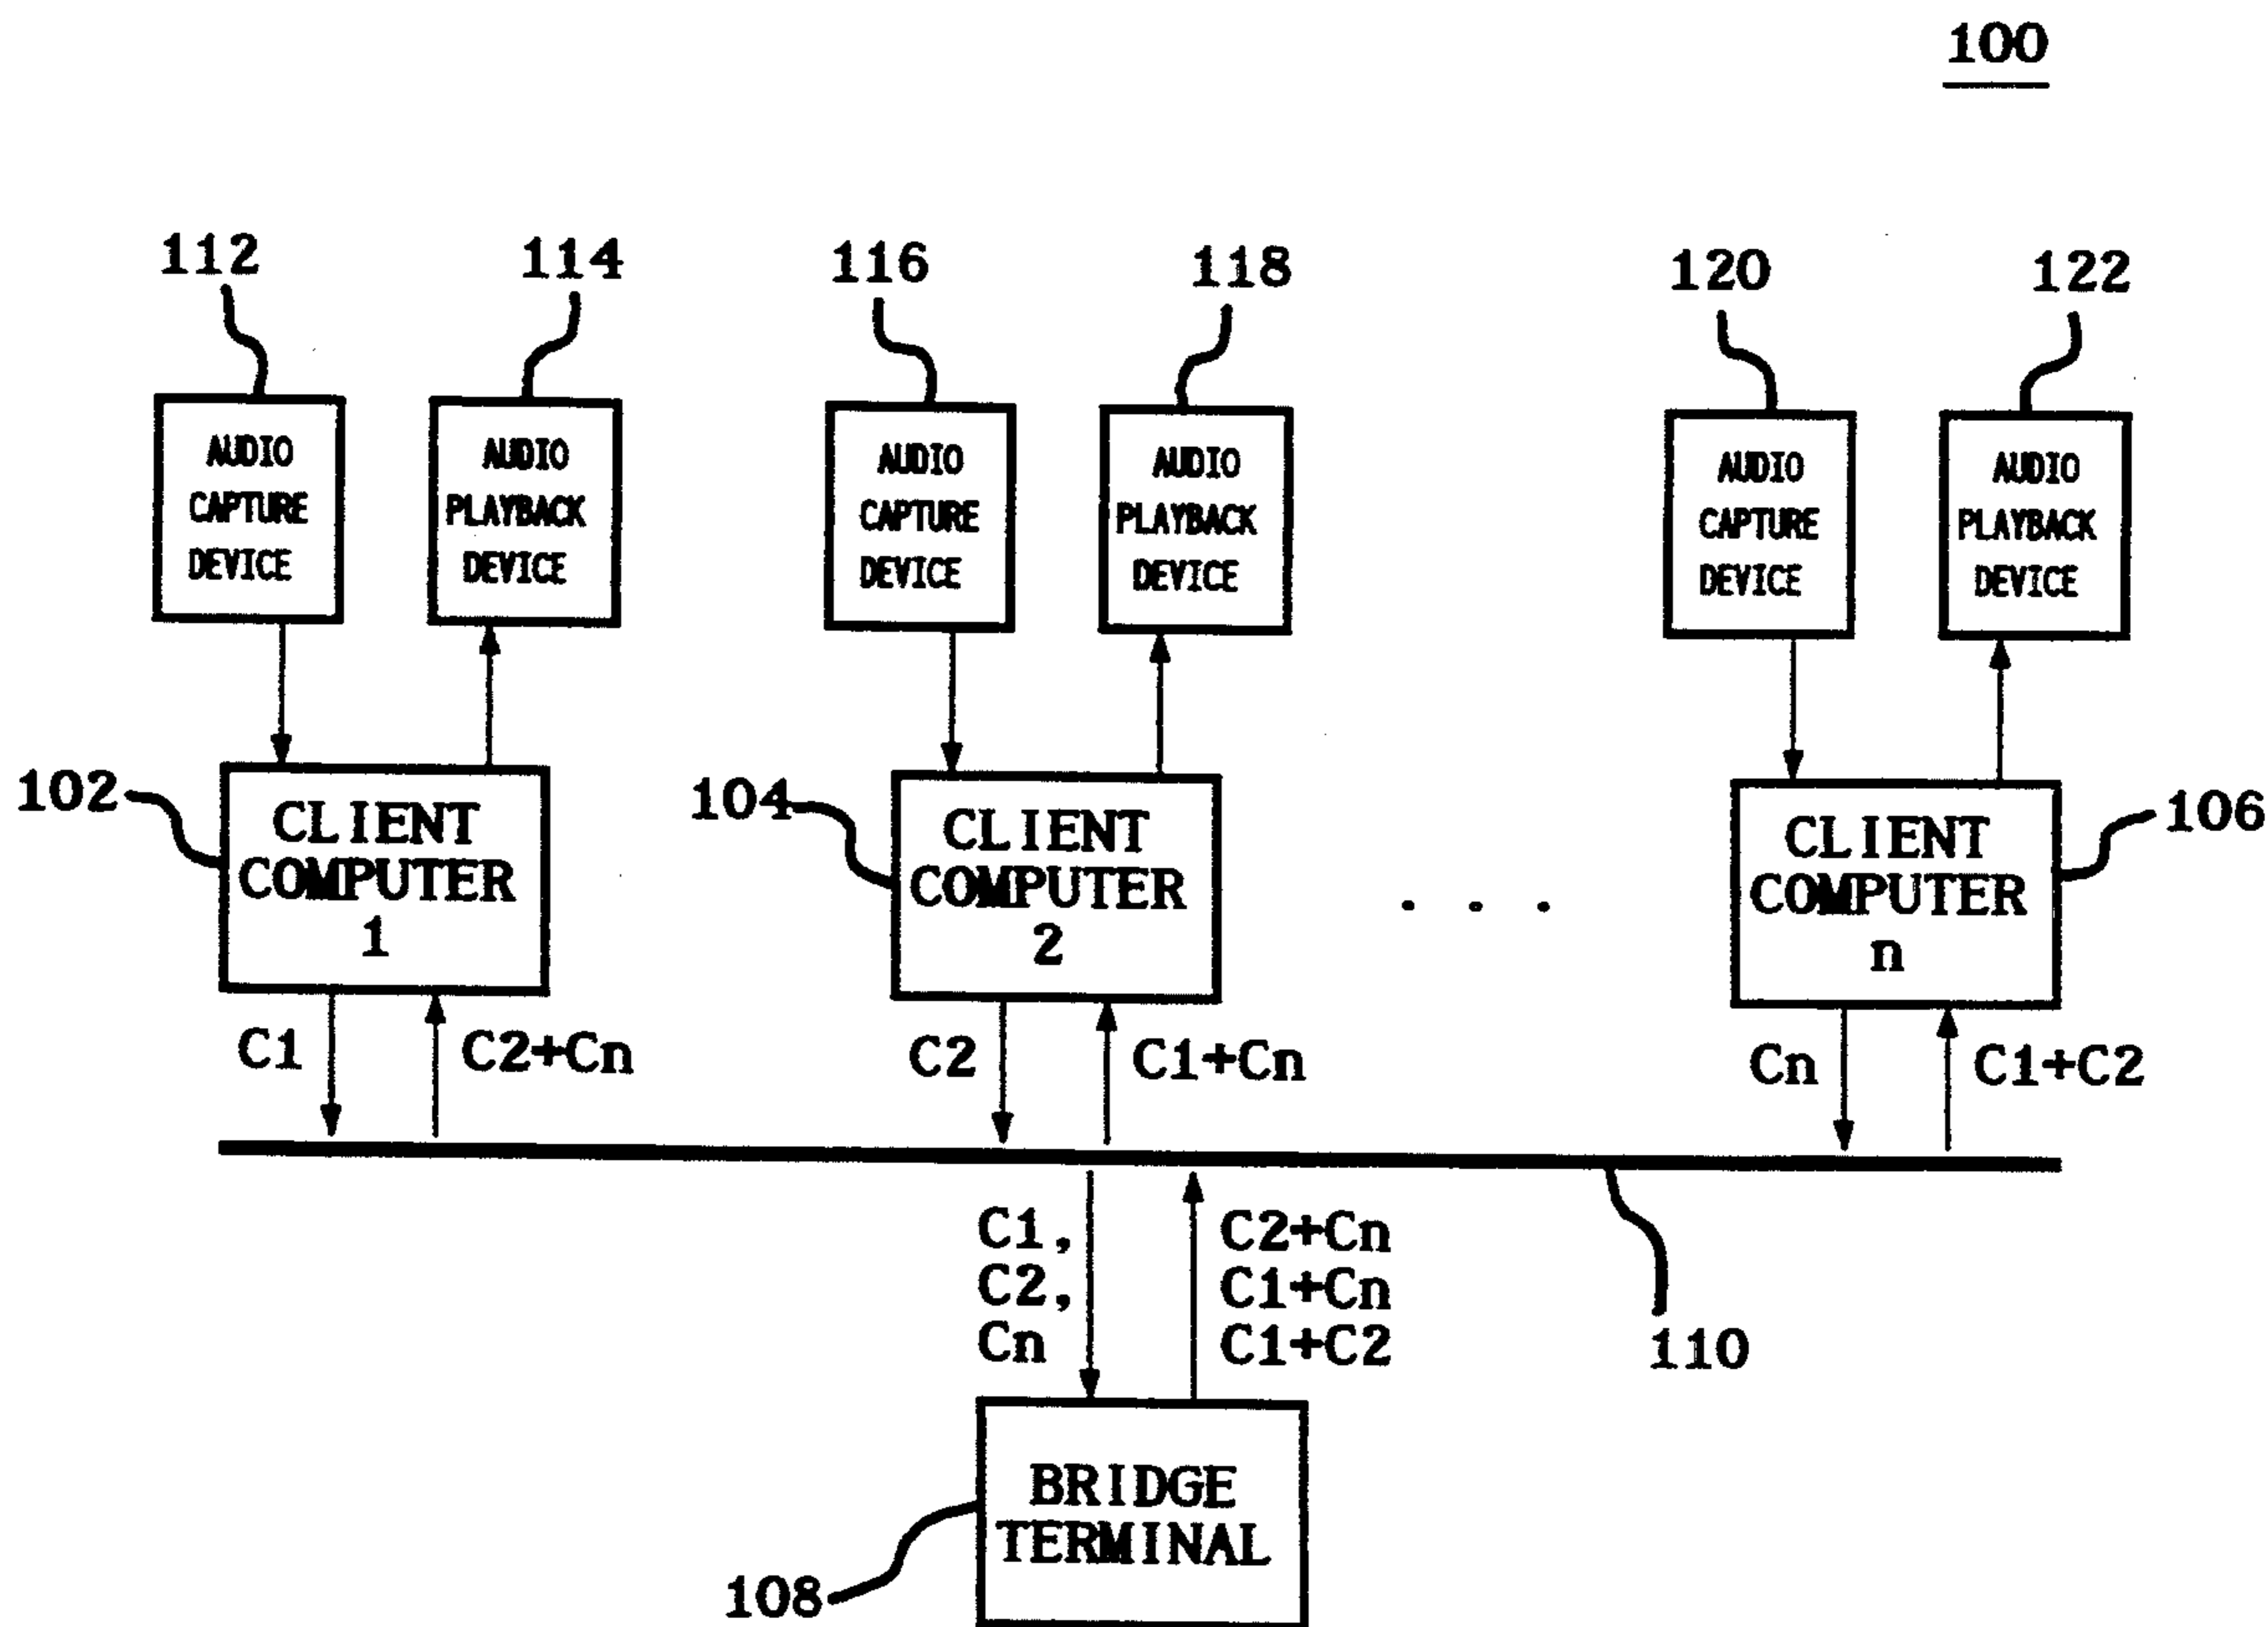 100
112
114
116
118
120
122
AUDIO
CAPTURE
DEVICE
AUDIO
PLAYBACK
DEVICE
AUDIO
CAPTURE
DEVICE
AUDIO
PLAYBACK
DEVICE
AUDIO
CAPTURE
DEVICE
AUDIO
PLAYBACK
DEVICE
102
CLIENT
COMPUTER
1
104
CLIENT
COMPUTER
2
. . .
CLIENT
COMPUTER
n
106
C1
C2+Cn
C2
C1+Cn
Cn
C1+C2
C1,
C2,
Cn
C2+Cn
C1+Cn
C1+C2
110
BRIDGE
TERMINAL
108